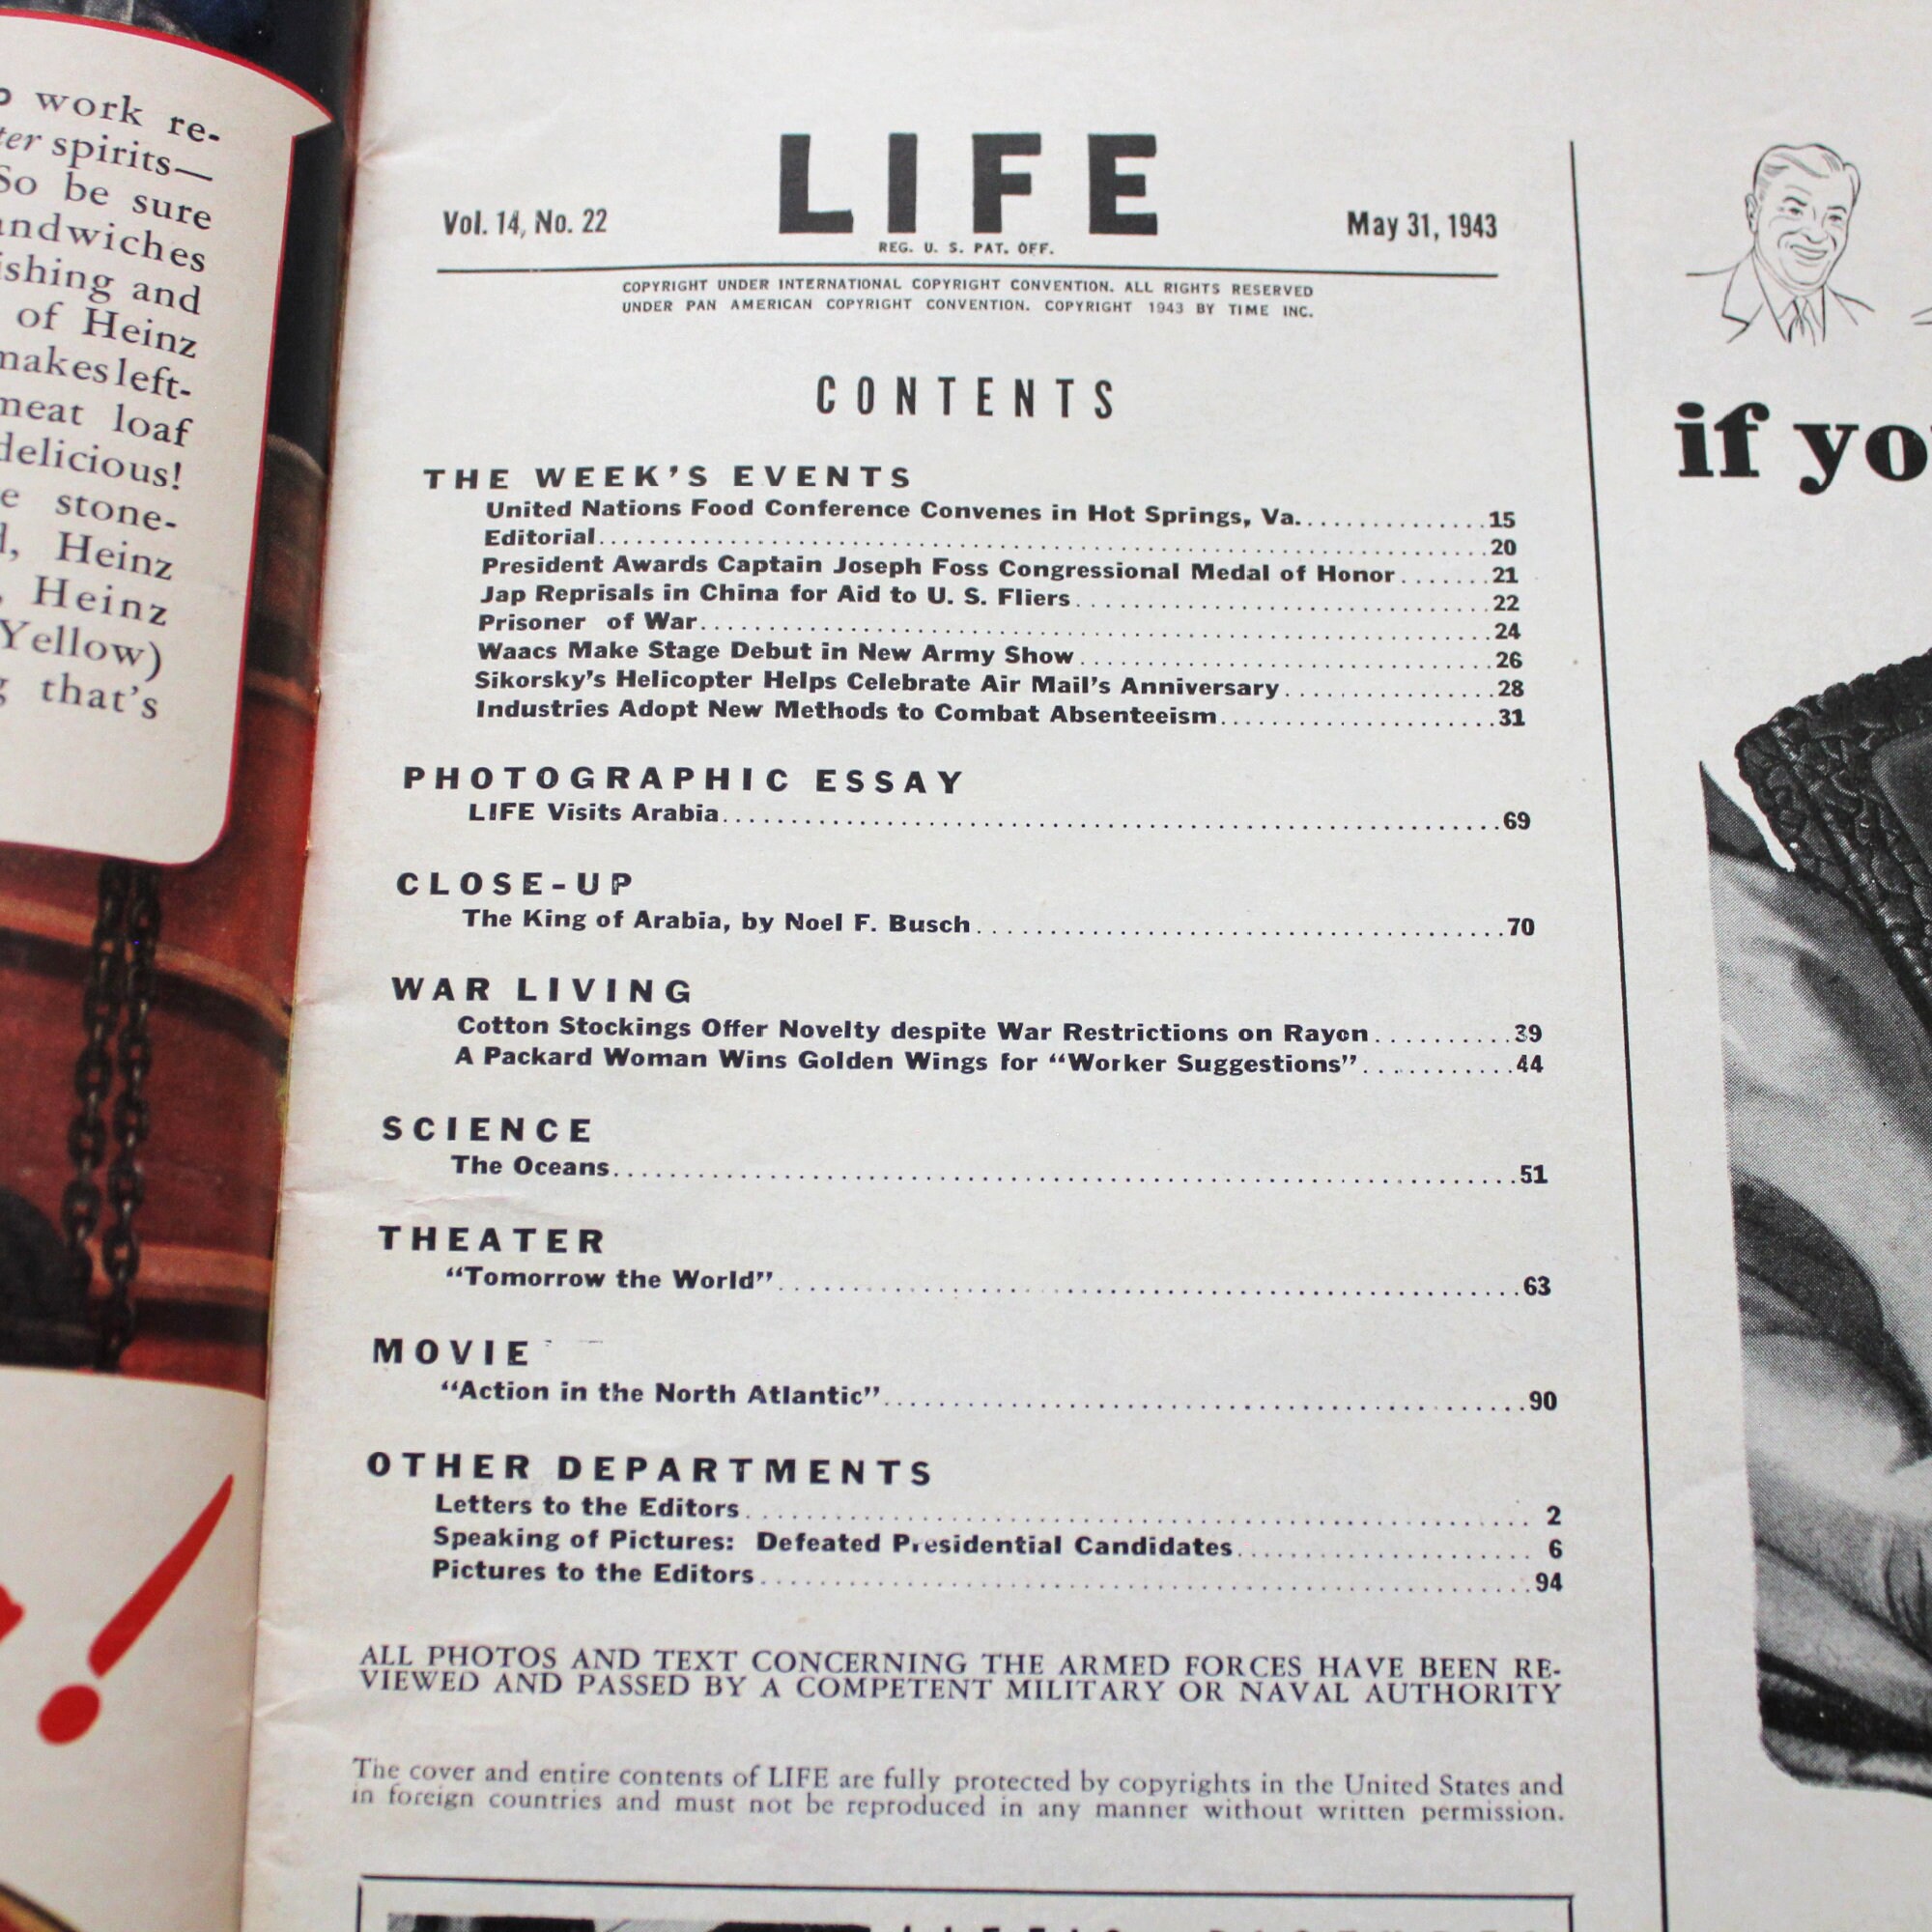 work re-
ter spirits—
So be sure
andwiches
ishing and
of Heinz
makes left-
meat loaf
delicious!
e stone-
d, Heinz
, Heinz
Yellow)
g that's
!
LIFE
Vol. 14, No. 22
REG. U. S. PAT. OFF.
May 31, 1943
COPYRIGHT UNDER INTERNATIONAL COPYRIGHT CONVENTION. ALL RIGHTS RESERVED
UNDER PAN AMERICAN COPYRIGHT CONVENTION. COPYRIGHT 1943 BY TIME INC.
CONTENTS
THE WEEK'S EVENTS
United Nations Food Conference Convenes in Hot Springs, Va. 15
Editorial 20
President Awards Captain Joseph Foss Congressional Medal of Honor 21
Jap Reprisals in China for Aid to U. S. Fliers 22
Prisoner of War 24
Waacs Make Stage Debut in New Army Show 26
Sikorsky's Helicopter Helps Celebrate Air Mail's Anniversary 28
Industries Adopt New Methods to Combat Absenteeism 31
PHOTOGRAPHIC ESSAY
LIFE Visits Arabia 69
CLOSE-UP
The King of Arabia, by Noel F. Busch 70
WAR LIVING
Cotton Stockings Offer Novelty despite War Restrictions on Rayon 39
A Packard Woman Wins Golden Wings for "Worker Suggestions" 44
SCIENCE
The Oceans 51
THEATER
"Tomorrow the World" 63
MOVIE
"Action in the North Atlantic" 90
OTHER DEPARTMENTS
Letters to the Editors 2
Speaking of Pictures: Defeated Presidential Candidates 6
Pictures to the Editors 94
ALL PHOTOS AND TEXT CONCERNING THE ARMED FORCES HAVE BEEN RE-
VIEWED AND PASSED BY A COMPETENT MILITARY OR NAVAL AUTHORITY
The cover and entire contents of LIFE are fully protected by copyrights in the United States and
in foreign countries and must not be reproduced in any manner without written permission.
if yo